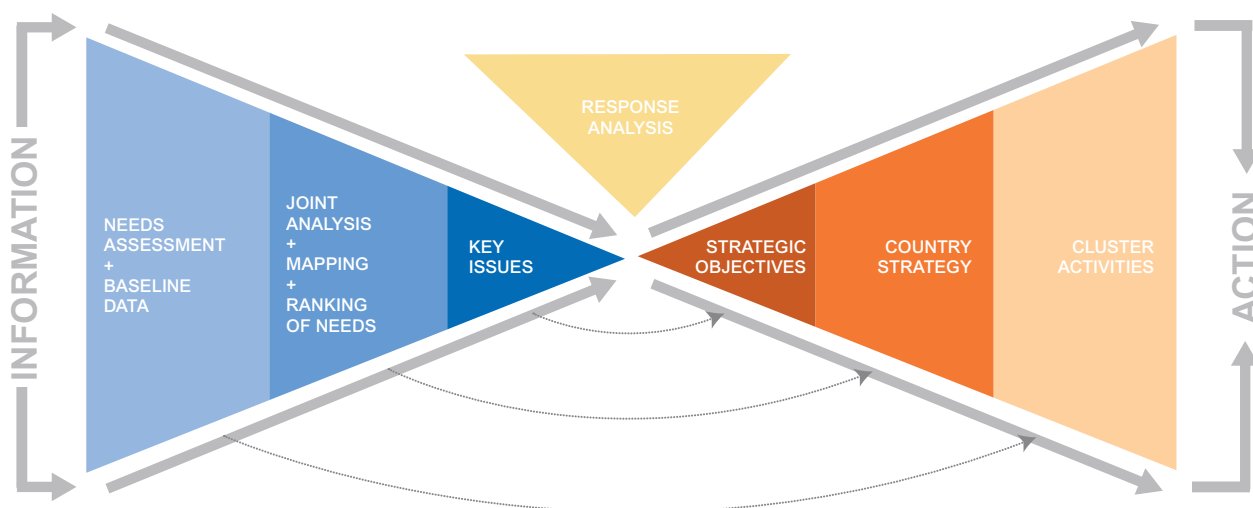 INFORMATION
NEEDS
ASSESSMENT
+
BASELINE
DATA
JOINT
ANALYSIS
+
MAPPING
+
RANKING
OF NEEDS
KEY
ISSUES
RESPONSE
ANALYSIS
STRATEGIC
OBJECTIVES
COUNTRY
STRATEGY
CLUSTER
ACTIVITIES
ACTION